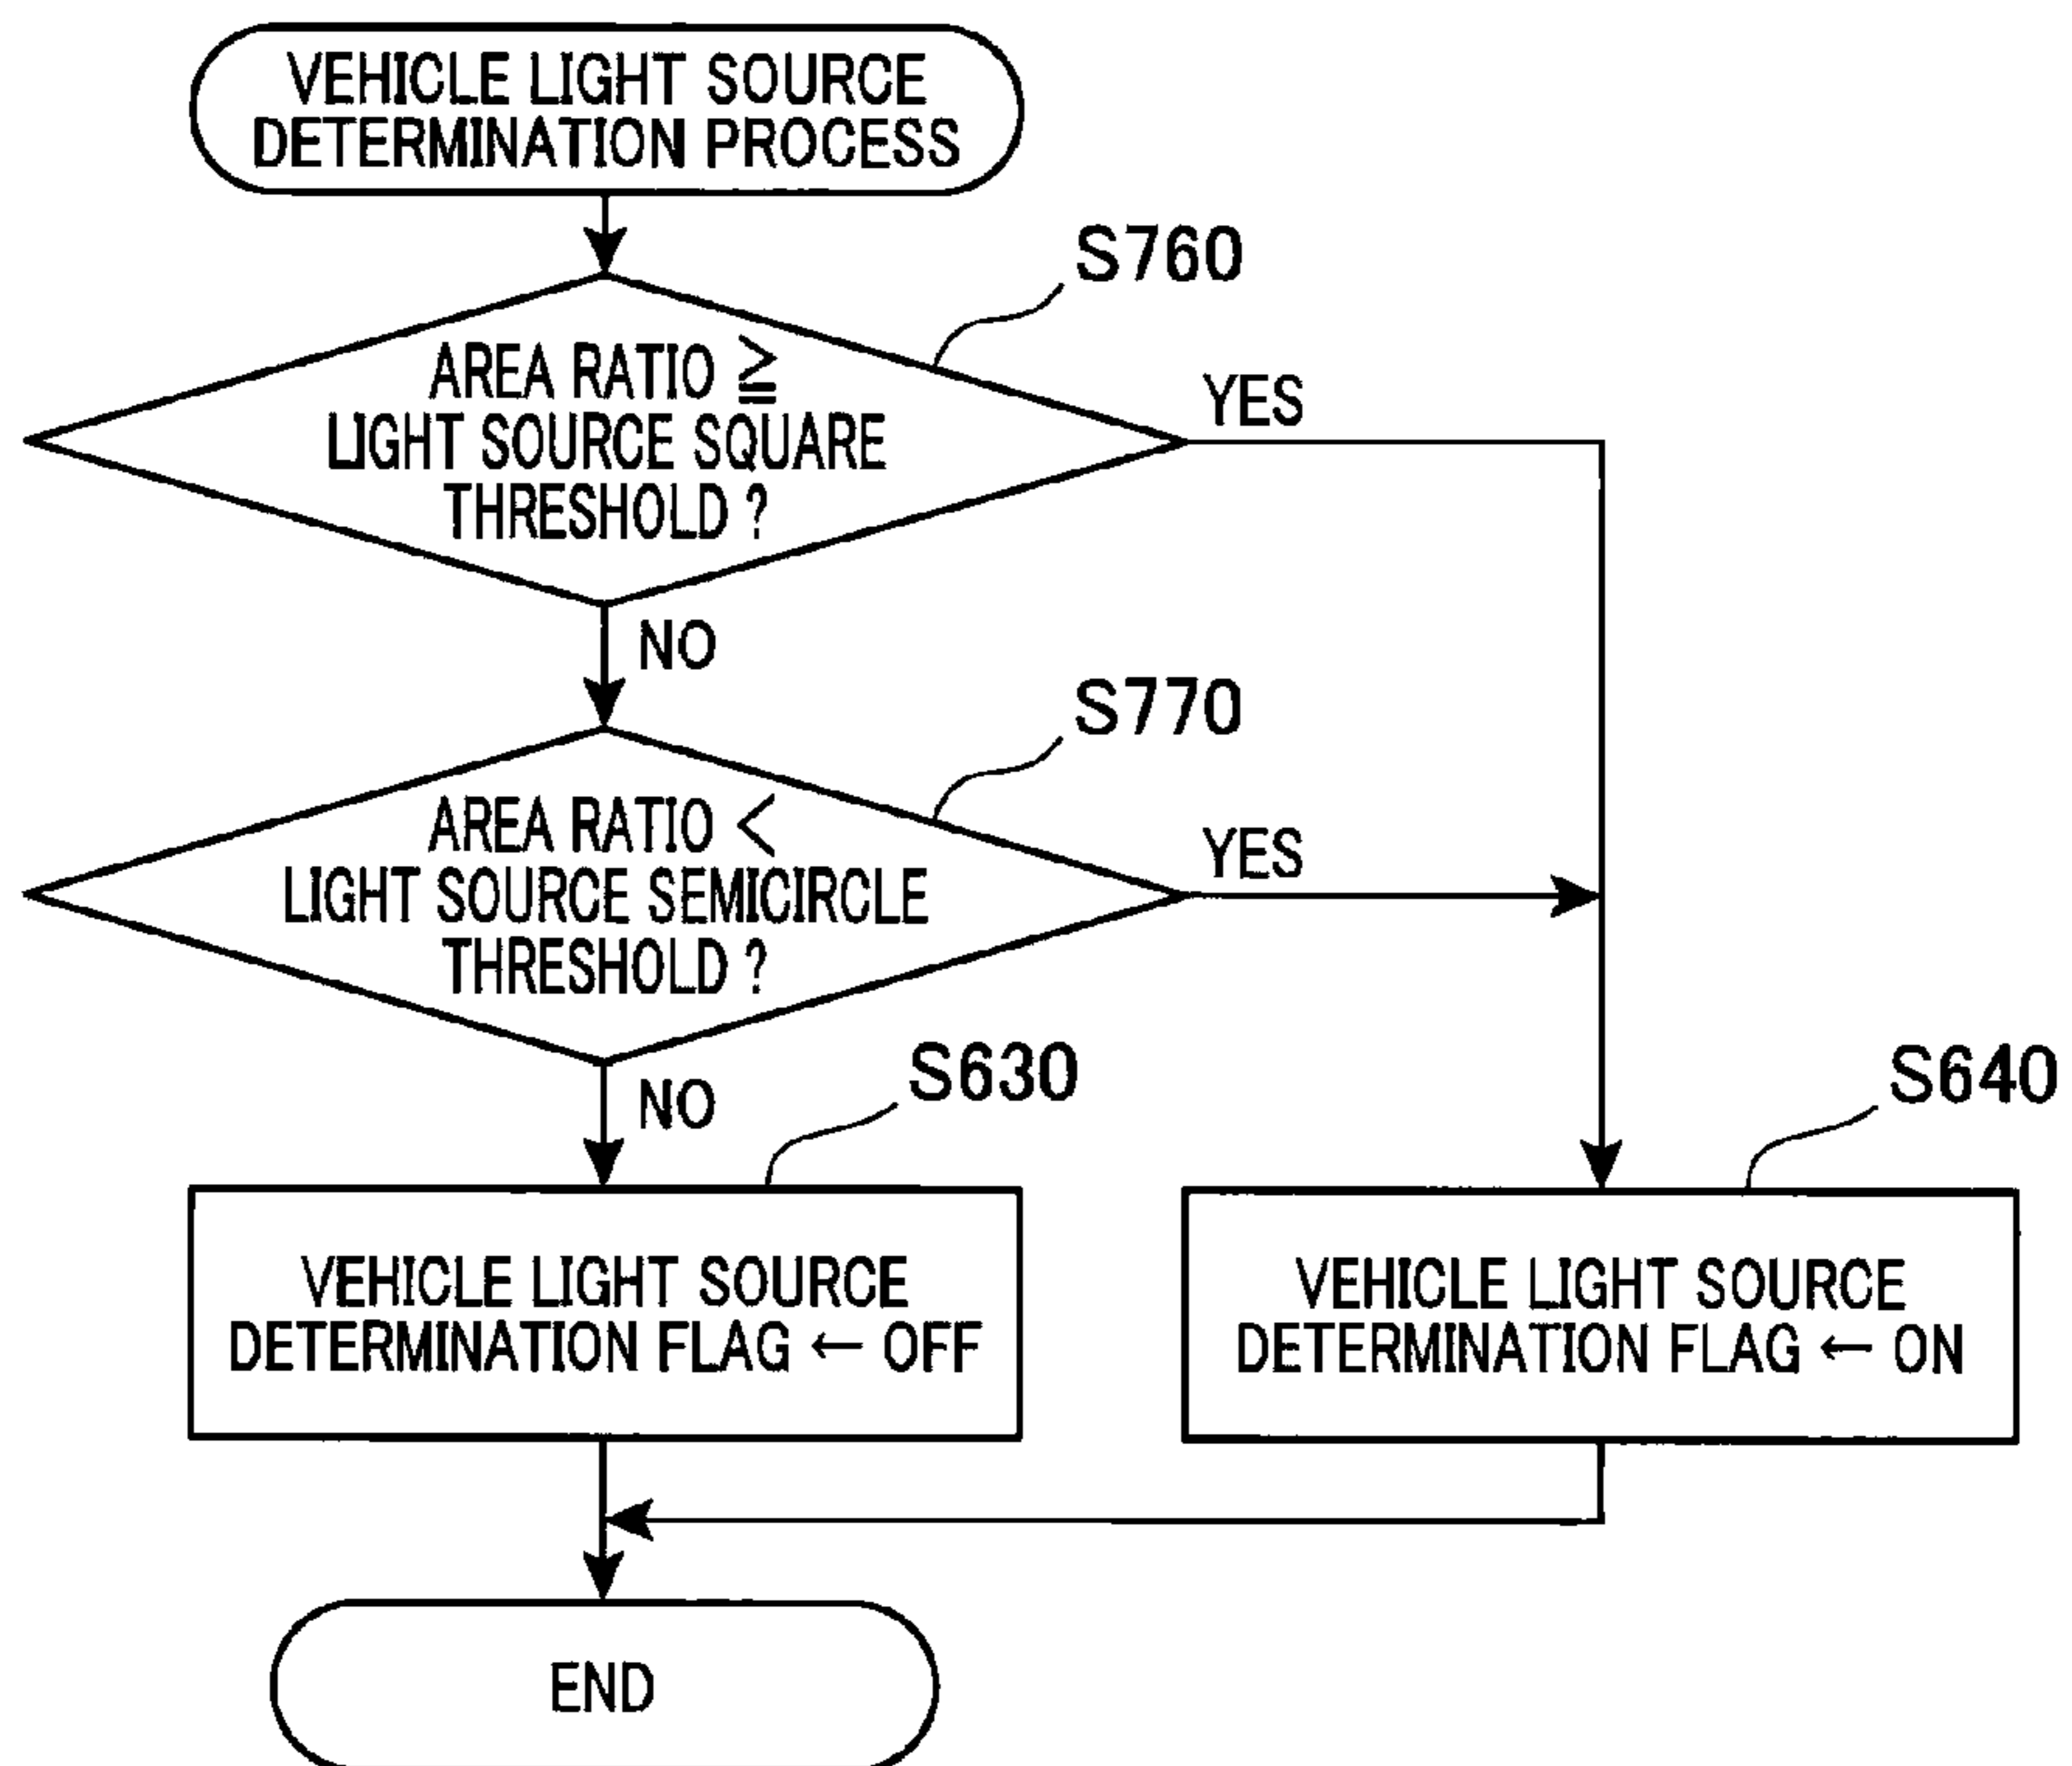 VEHICLE LIGHT SOURCE
DETERMINATION PROCESS
S760
AREA RATIO ≧
LIGHT SOURCE SQUARE
THRESHOLD ?
YES
NO
S770
AREA RATIO <
LIGHT SOURCE SEMICIRCLE
THRESHOLD ?
YES
NO
S630
VEHICLE LIGHT SOURCE
DETERMINATION FLAG ← OFF
S640
VEHICLE LIGHT SOURCE
DETERMINATION FLAG ← ON
END